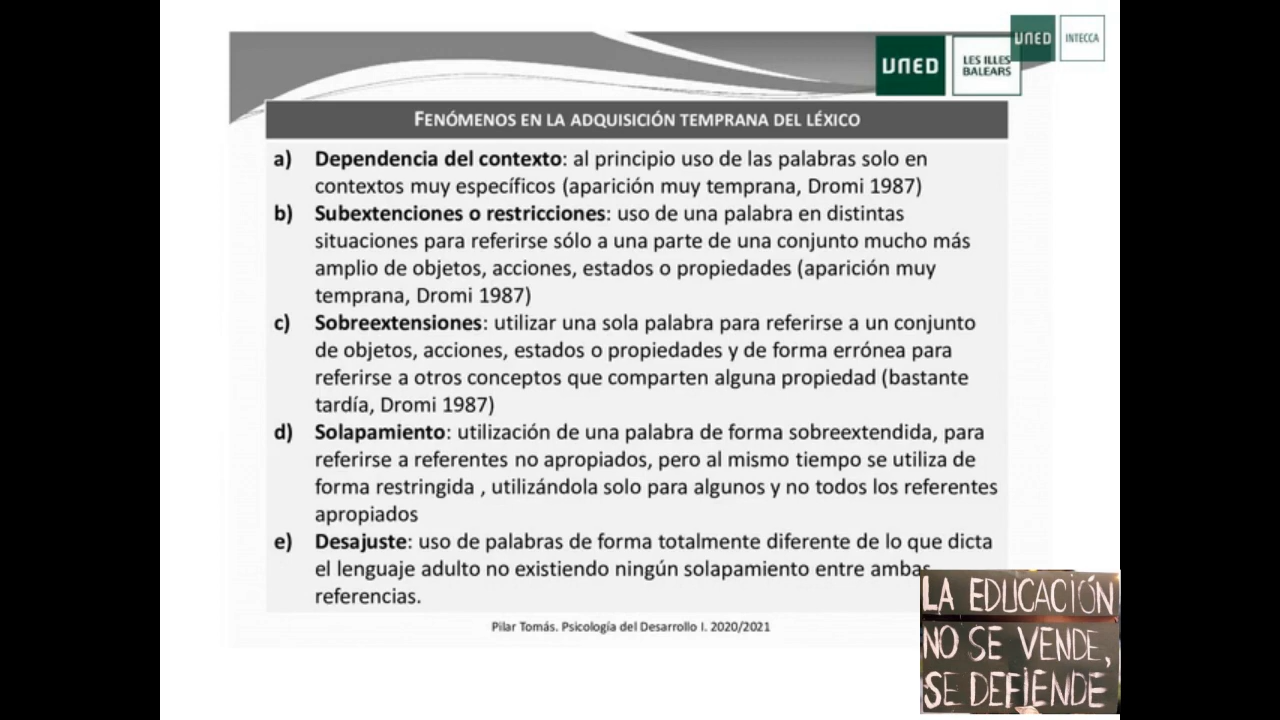 UNED
INTECCA
UNED
LES ILLES
BALEARS
FENÓMENOS EN LA ADQUISICIÓN TEMPRANA DEL LÉXICO
a) Dependencia del contexto: al principio uso de las palabras solo en
contextos muy específicos (aparición muy temprana, Dromi 1987)
b) Subextenciones o restricciones: uso de una palabra en distintas
situaciones para referirse sólo a una parte de una conjunto mucho más
amplio de objetos, acciones, estados o propiedades (aparición muy
temprana, Dromi 1987)
c) Sobreextensiones: utilizar una sola palabra para referirse a un conjunto
de objetos, acciones, estados o propiedades y de forma errónea para
referirse a otros conceptos que comparten alguna propiedad (bastante
tardía, Dromi 1987)
d) Solapamiento: utilización de una palabra de forma sobreextendida, para
referirse a referentes no apropiados, pero al mismo tiempo se utiliza de
forma restringida , utilizándola solo para algunos y no todos los referentes
apropiados
e) Desajuste: uso de palabras de forma totalmente diferente de lo que dicta
el lenguaje adulto no existiendo ningún solapamiento entre ambas
referencias.
Pilar Tomás. Psicología del Desarrollo I. 2020/2021
LA EDUCACIÓN
NO SE VENDE,
SE DEFIENDE